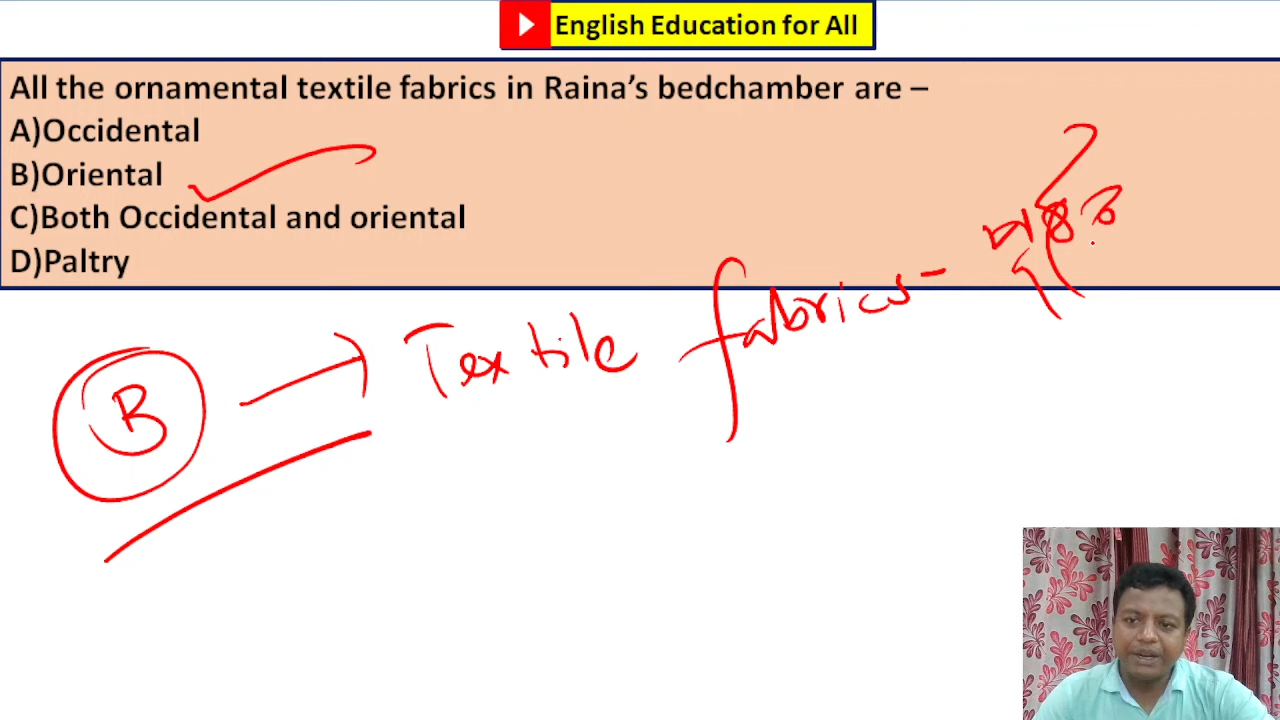 English Education for All
All the ornamental textile fabrics in Raina’s bedchamber are –
A)Occidental
B)Oriental
C)Both Occidental and oriental
D)Paltry
B → Textile fabrics -